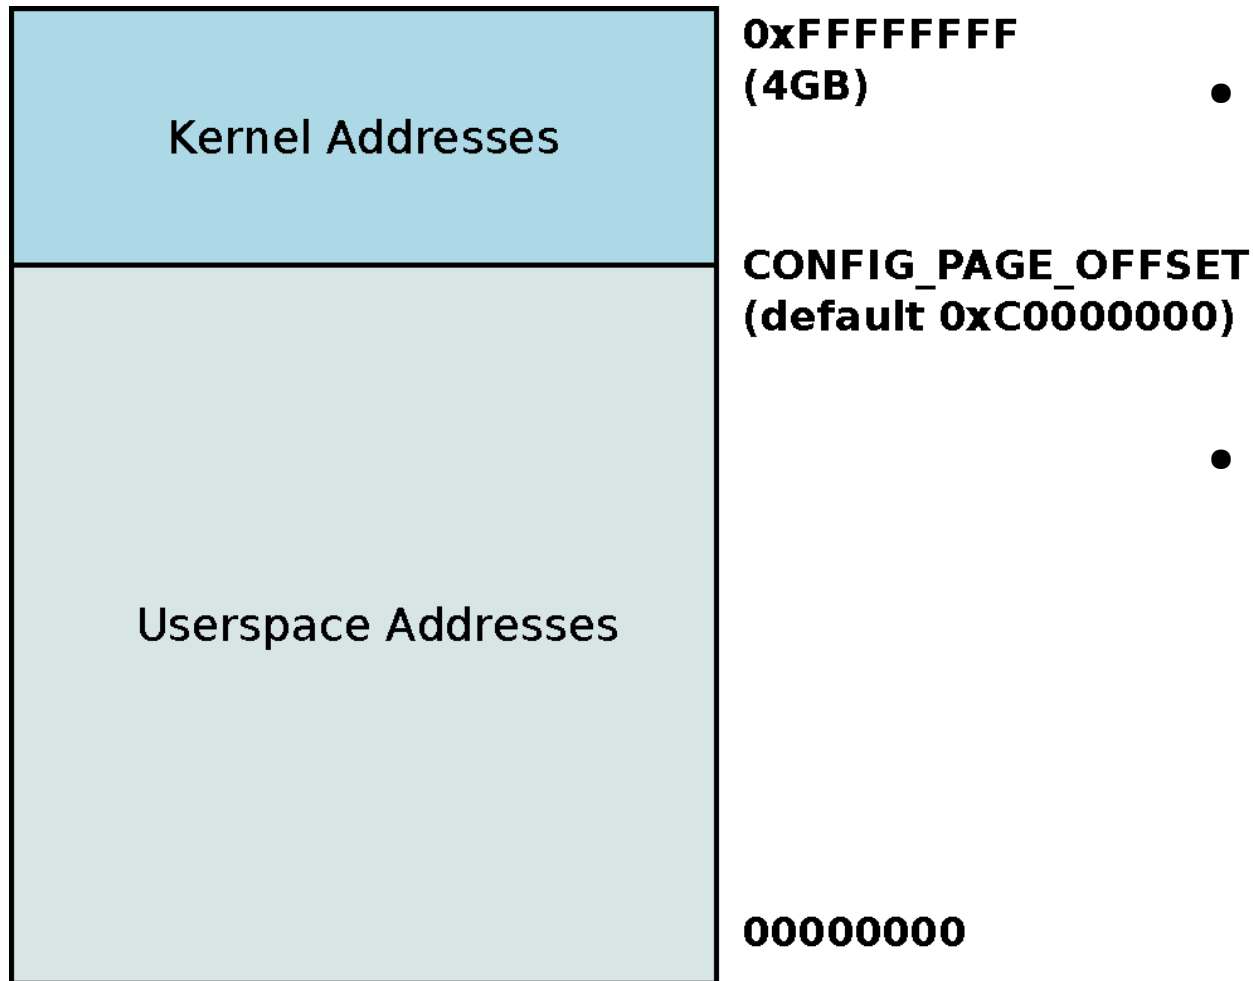 0xFFFFFFFF
(4GB)
•
Kernel Addresses
CONFIG_PAGE_OFFSET
(default 0xC0000000)
•
Userspace Addresses
00000000